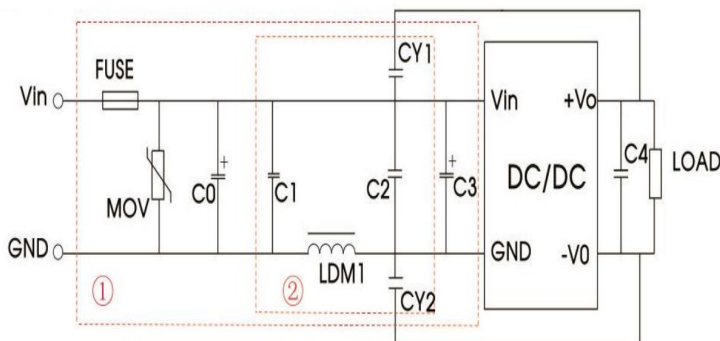 CY1
FUSE
Vin
Vin
+Vo
MOV
C0
+
C1
C2
+
C3
DC/DC
C4
LOAD
GND
LDM1
GND
-V0
①
②
CY2